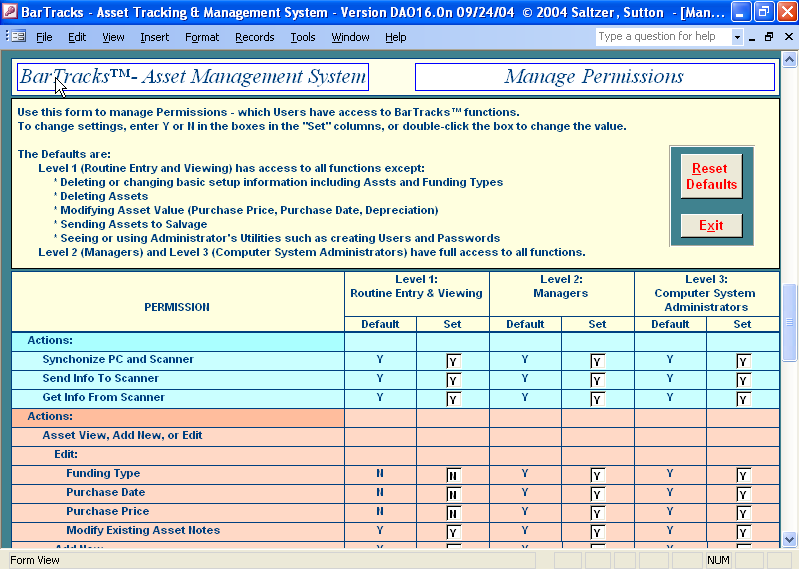 BarTracks - Asset Tracking & Management System - Version DAO16.0n 09/24/04 © 2004 Saltzer, Sutton - [Man...
File Edit View Insert Format Records Tools Window Help Type a question for help
BarTracks™- Asset Management System Manage Permissions
Use this form to manage Permissions - which Users have access to BarTracks™ functions.
To change settings, enter Y or N in the boxes in the "Set" columns, or double-click the box to change the value.
The Defaults are:
Level 1 (Routine Entry and Viewing) has access to all functions except:
* Deleting or changing basic setup information including Assts and Funding Types
* Deleting Assets
* Modifying Asset Value (Purchase Price, Purchase Date, Depreciation)
* Sending Assets to Salvage
* Seeing or using Administrator's Utilities such as creating Users and Passwords
Level 2 (Managers) and Level 3 (Computer System Administrators) have full access to all functions.
Reset
Defaults
Exit
PERMISSION
Level 1:
Routine Entry & Viewing
Level 2:
Managers
Level 3:
Computer System
Administrators
Default Set Default Set Default Set
Actions:
Synchonize PC and Scanner Y Y Y Y Y Y
Send Info To Scanner Y Y Y Y Y Y
Get Info From Scanner Y Y Y Y Y Y
Actions:
Asset View, Add New, or Edit
Edit:
Funding Type N N Y Y Y Y
Purchase Date N N Y Y Y Y
Purchase Price N N Y Y Y Y
Modify Existing Asset Notes Y Y Y Y Y Y
Add New
Form View NUM